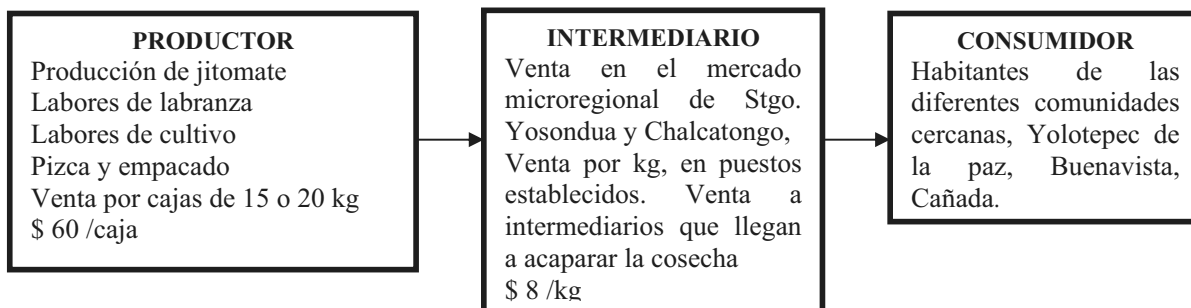 PRODUCTOR
Producción de jitomate
Labores de labranza
Labores de cultivo
Pizca y empacado
Venta por cajas de 15 o 20 kg
$ 60 /caja
INTERMEDIARIO
Venta en el mercado
microregional de Stgo.
Yosondua y Chalcatongo,
Venta por kg, en puestos
establecidos. Venta a
intermediarios que llegan
a acaparar la cosecha
$ 8 /kg
CONSUMIDOR
Habitantes de las
diferentes comunidades
cercanas, Yolotepec de
la paz, Buenavista,
Cañada.